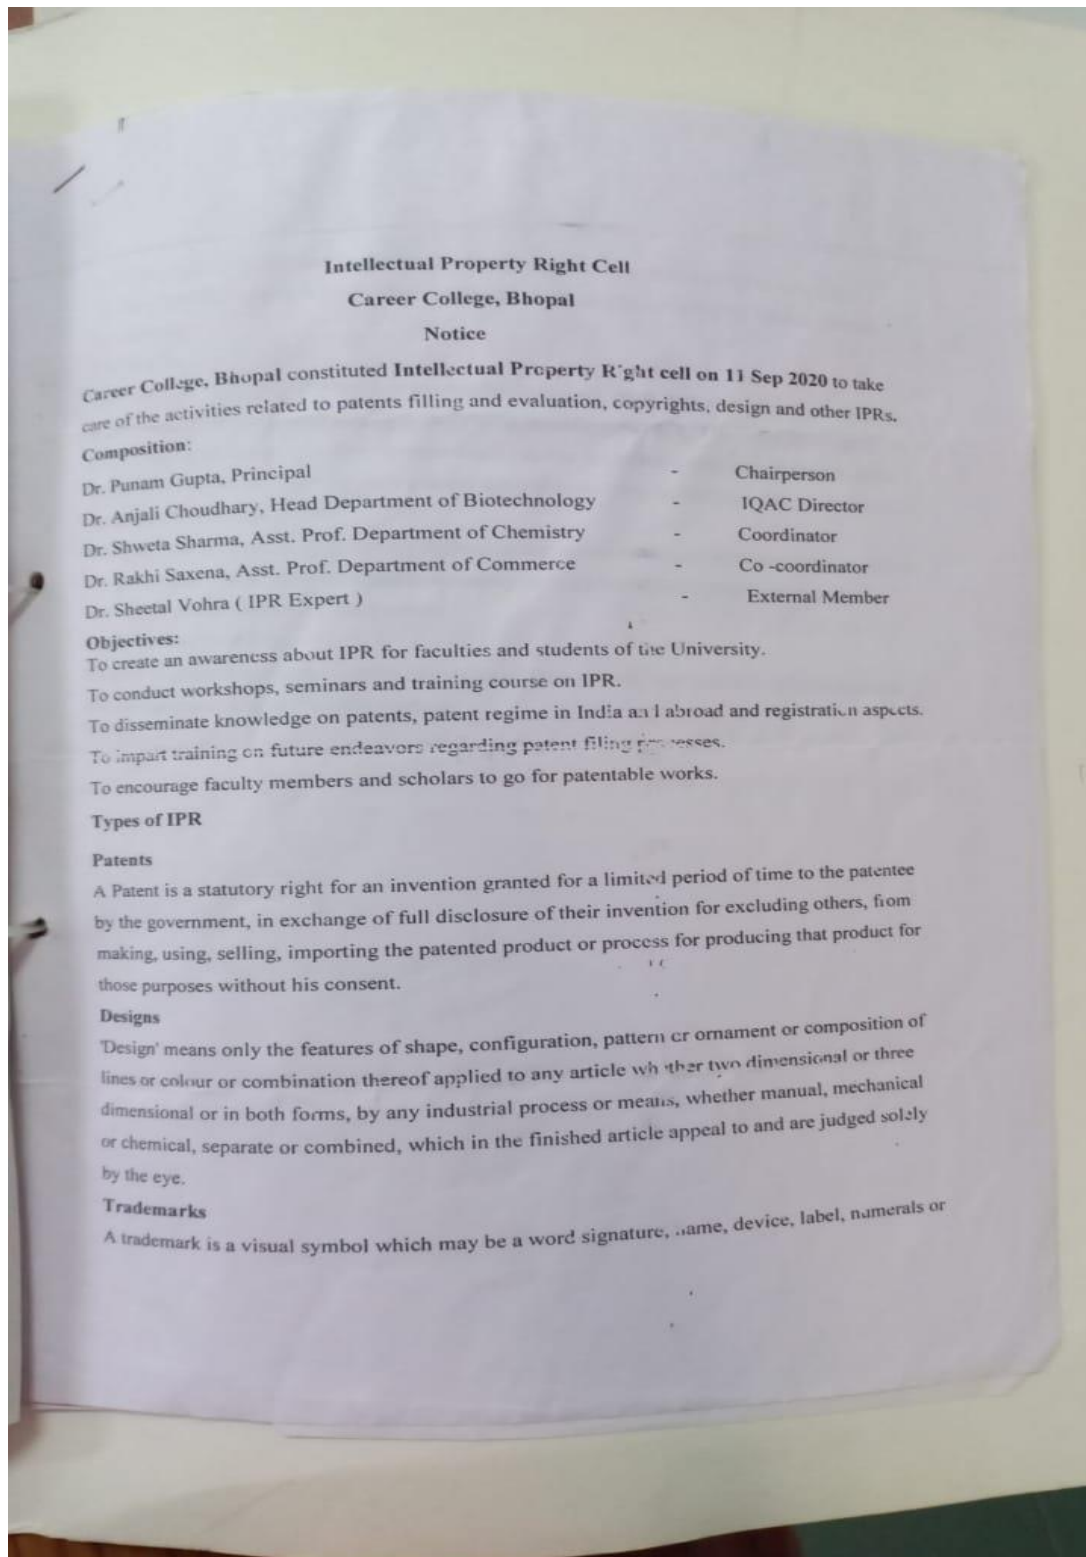 Intellectual Property Right Cell
Career College, Bhopal
Notice
Career College, Bhopal constituted Intellectual Property Right cell on 11 Sep 2020 to take
care of the activities related to patents filling and evaluation, copyrights, design and other IPRs.
Composition:
Dr. Punam Gupta, Principal - Chairperson
Dr. Anjali Choudhary, Head Department of Biotechnology - IQAC Director
Dr. Shweta Sharma, Asst. Prof. Department of Chemistry - Coordinator
Dr. Rakhi Saxena, Asst. Prof. Department of Commerce - Co -coordinator
Dr. Sheetal Vohra ( IPR Expert ) - External Member
Objectives:
To create an awareness about IPR for faculties and students of the University.
To conduct workshops, seminars and training course on IPR.
To disseminate knowledge on patents, patent regime in India and abroad and registration aspects.
To impart training on future endeavors regarding patent filing processes.
To encourage faculty members and scholars to go for patentable works.
Types of IPR
Patents
A Patent is a statutory right for an invention granted for a limited period of time to the patentee
by the government, in exchange of full disclosure of their invention for excluding others, from
making, using, selling, importing the patented product or process for producing that product for
those purposes without his consent.
Designs
'Design' means only the features of shape, configuration, pattern or ornament or composition of
lines or colour or combination thereof applied to any article whether two dimensional or three
dimensional or in both forms, by any industrial process or means, whether manual, mechanical
or chemical, separate or combined, which in the finished article appeal to and are judged solely
by the eye.
Trademarks
A trademark is a visual symbol which may be a word signature, name, device, label, numerals or